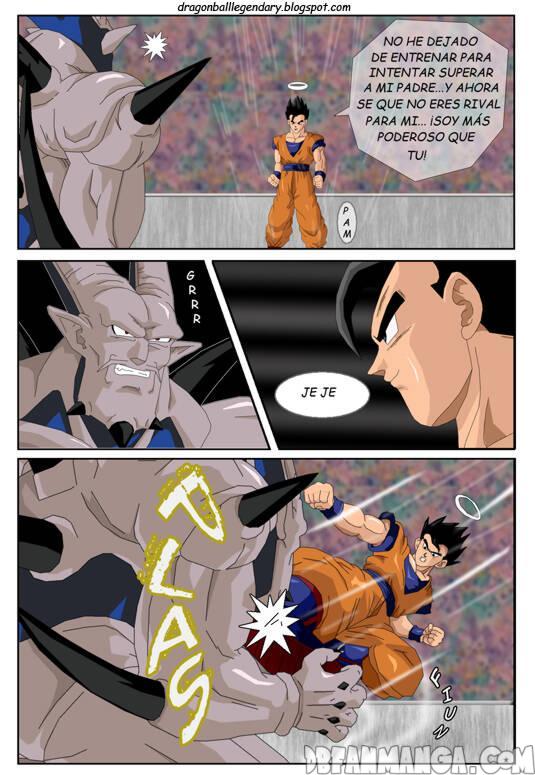 dragonballlegendary.blogspot.com
NO HE DEJADO
DE ENTRENAR PARA
INTENTAR SUPERAR
A MI PADRE...Y AHORA
SE QUE NO ERES RIVAL
PARA MI... ¡SOY MÁS
PODEROSO QUE
TU!
PAM
GRRR
JE JE
PLAS
FIUN
DREAMMANGA.COM